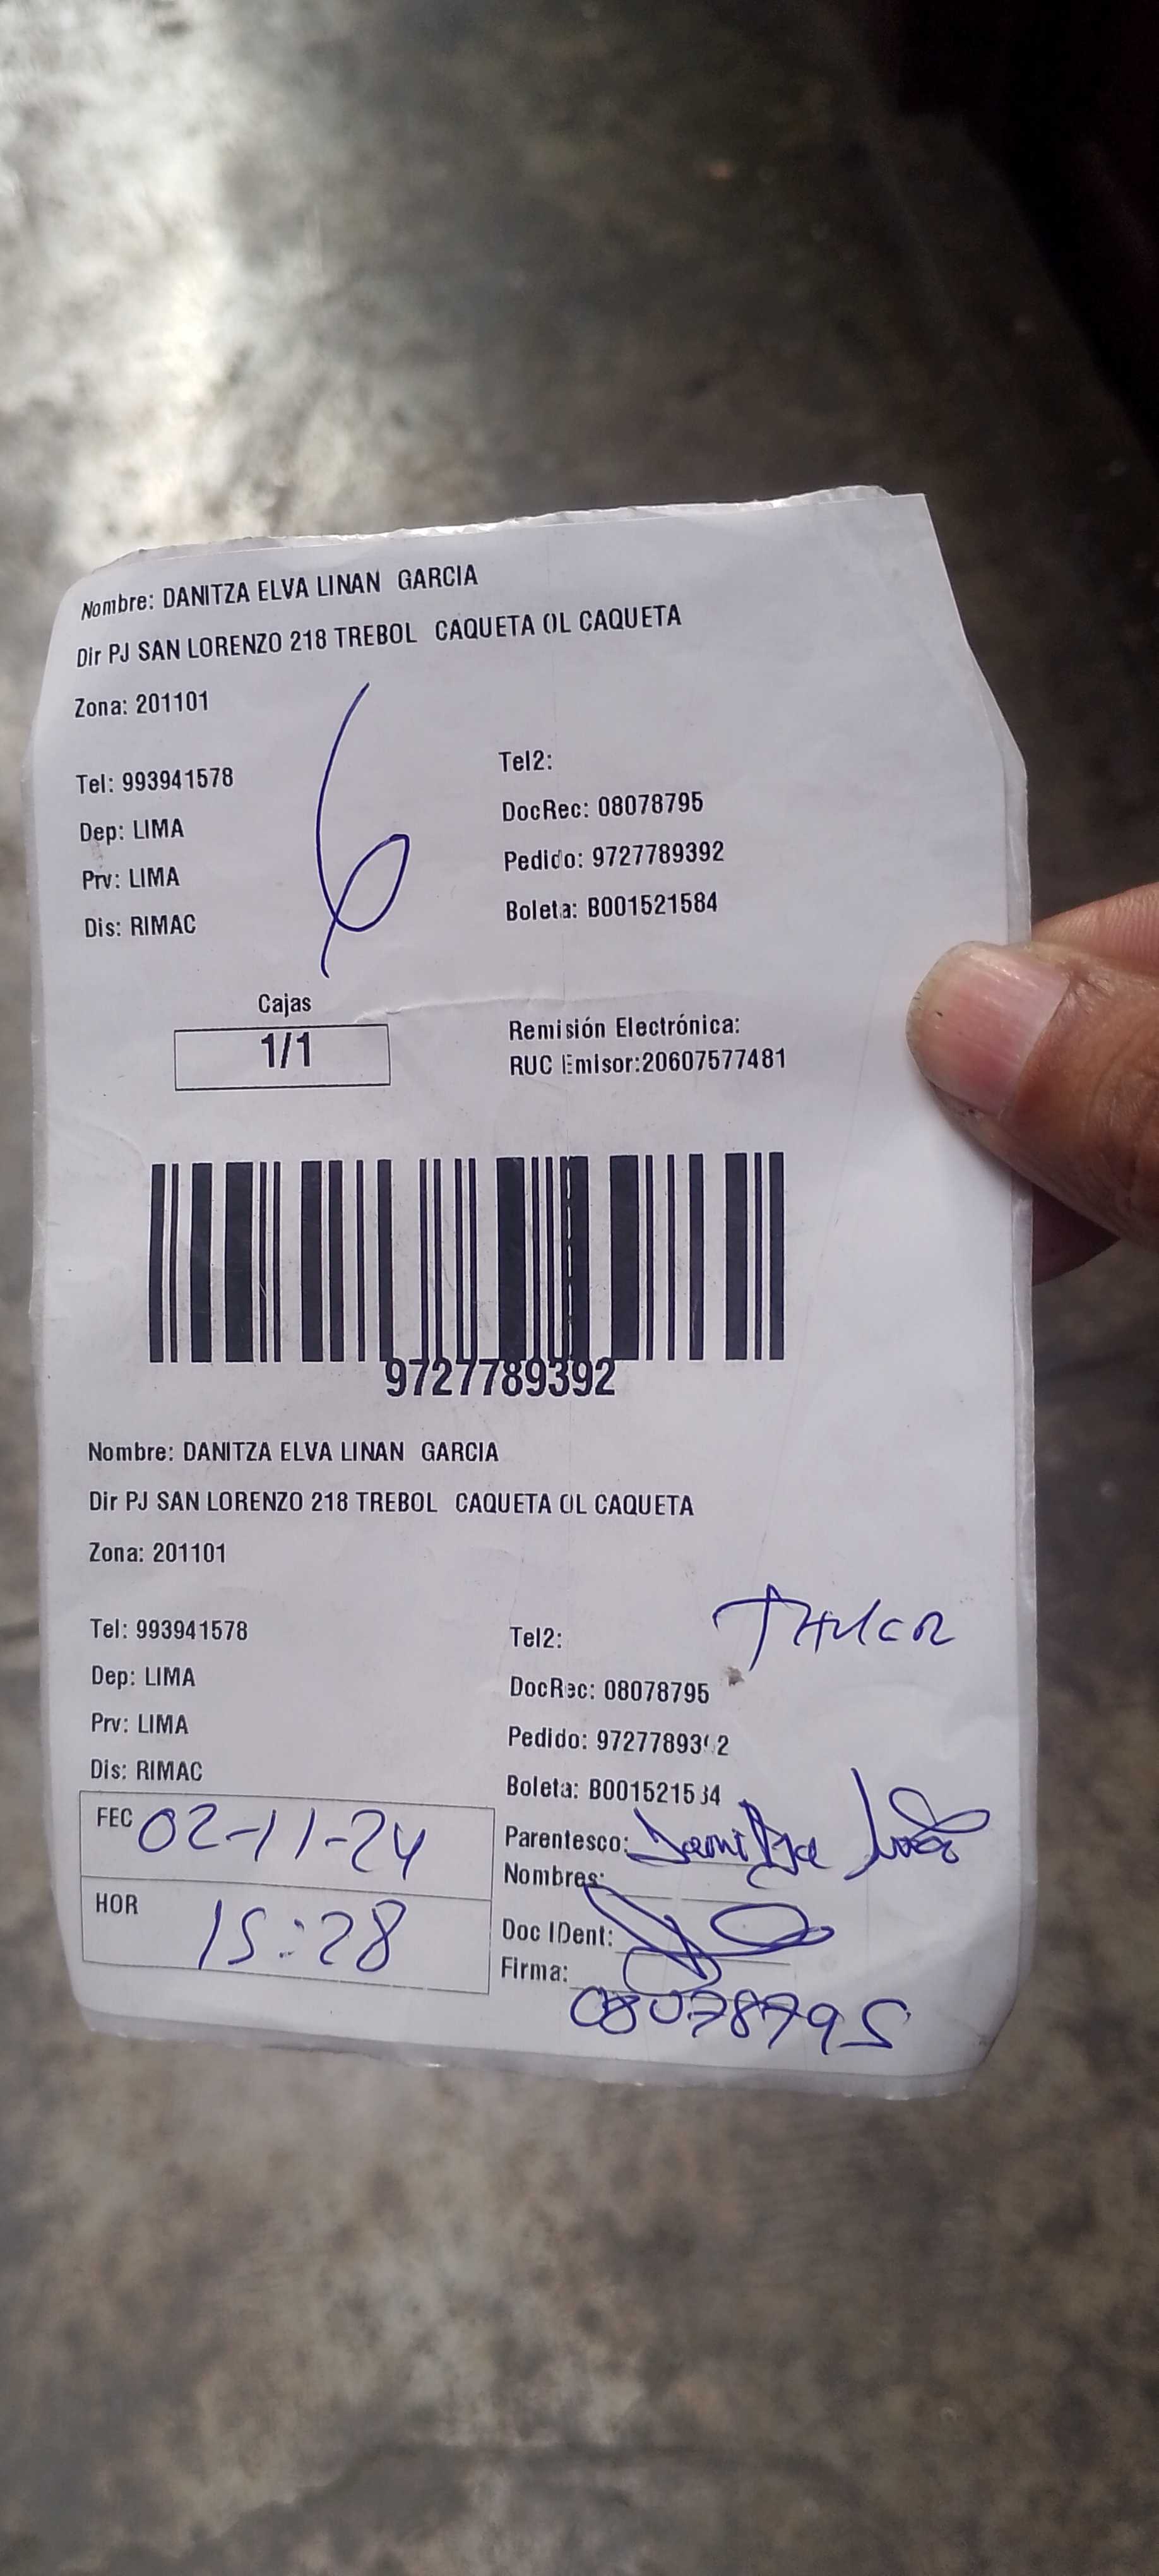 Nombre: DANITZA ELVA LINAN GARCIA
Dir PJ SAN LORENZO 218 TREBOL CAQUETA OL CAQUETA
Zona: 201101
6
Tel: 993941578
Tel2:
Dep: LIMA
DocRec: 08078795
Prv: LIMA
Pedido: 9727789392
Dis: RIMAC
Boleta: B001521584
Cajas
1/1
Remisión Electrónica:
RUC Emisor:20607577481
9727789392
Nombre: DANITZA ELVA LINAN GARCIA
Dir PJ SAN LORENZO 218 TREBOL CAQUETA OL CAQUETA
Zona: 201101
Tel: 993941578
Tel2:
Dep: LIMA
DocRec: 08078795
Prv: LIMA
Pedido: 9727789392
Dis: RIMAC
Boleta: B001521584
FEC 02-11-24
Parentesco: Danitza
Nombres:
HOR 15:28
Doc IDent:
Firma:
08078795